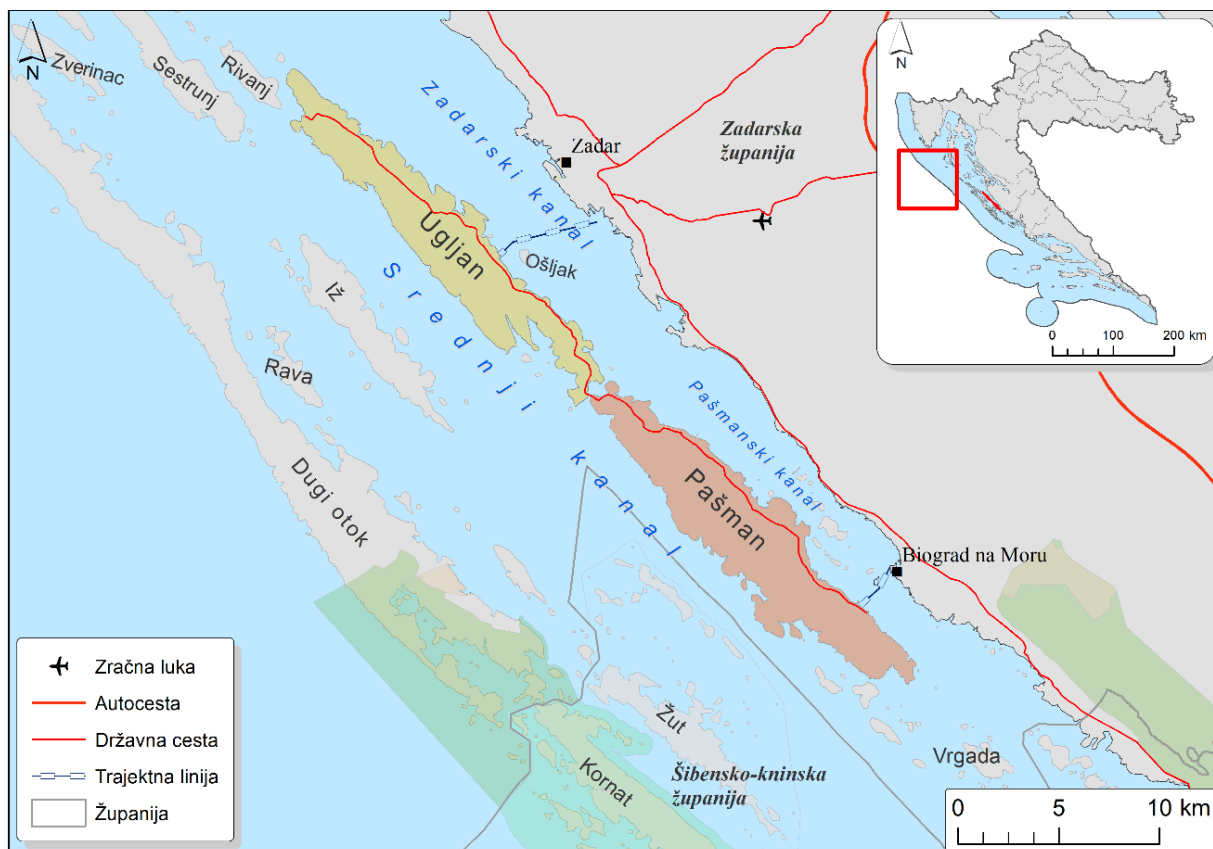 N
Zverinac
Sestrunj
Rivanj
Zadarski kanal
Zadar
Zadarska
županija
Ugljan
Ošljak
Iž
Srednji kanal
Rava
Pašmanski kanal
Dugi otok
Pašman
Biograd na Moru
Žut
Kornat
Šibensko-kninska
županija
Vrgada
N
0 100 200 km
Zračna luka
Autocesta
Državna cesta
Trajektna linija
Županija
0 5 10 km